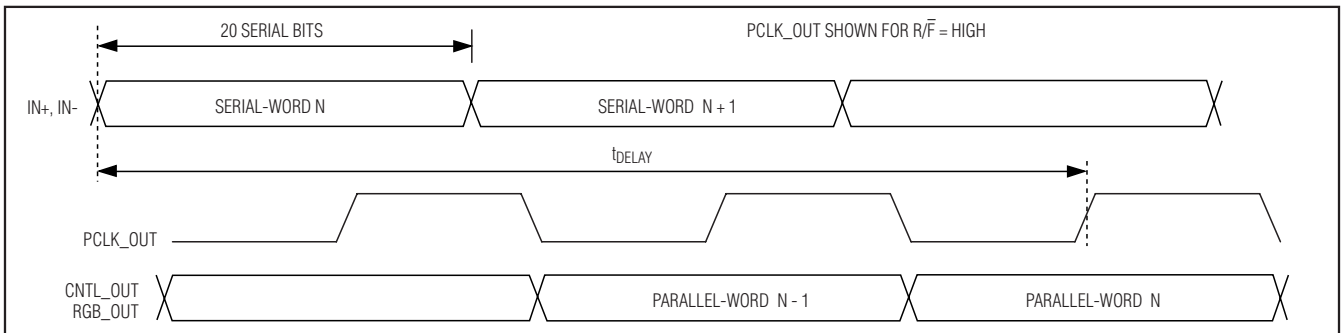 20 SERIAL BITS
PCLK_OUT SHOWN FOR R/F̅ = HIGH
IN+, IN-
SERIAL-WORD N
SERIAL-WORD N + 1
tDELAY
PCLK_OUT
CNTL_OUT
RGB_OUT
PARALLEL-WORD N - 1
PARALLEL-WORD N